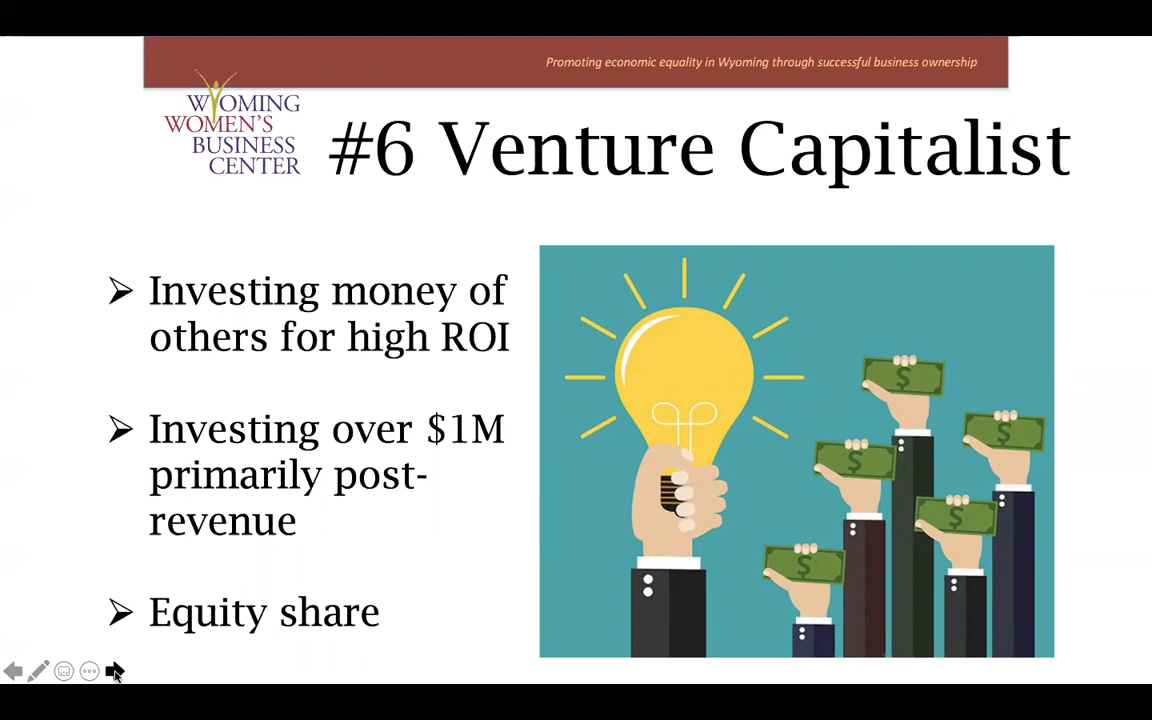 Promoting economic equality in Wyoming through successful business ownership
WYOMING
WOMEN'S
BUSINESS
CENTER
#6 Venture Capitalist
➢ Investing money of
others for high ROI
➢ Investing over $1M
primarily post-
revenue
➢ Equity share
$
$
$
$
$